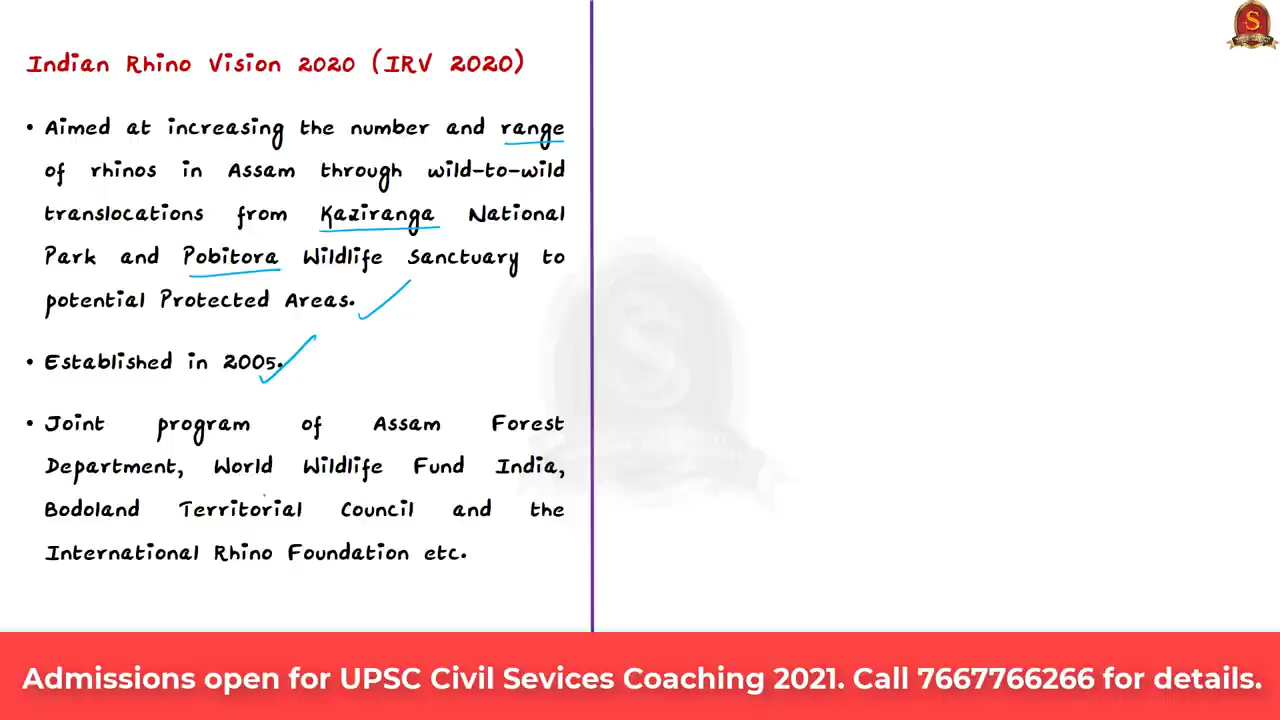 Indian Rhino Vision 2020 (IRV 2020)
• Aimed at increasing the number and range
of rhinos in Assam through wild-to-wild
translocations from Kaziranga National
Park and Pobitora Wildlife Sanctuary to
potential Protected Areas.
• Established in 2005.
• Joint program of Assam Forest
Department, World Wildlife Fund India,
Bodoland Territorial Council and the
International Rhino Foundation etc.
S
S
Admissions open for UPSC Civil Sevices Coaching 2021. Call 7667766266 for details.